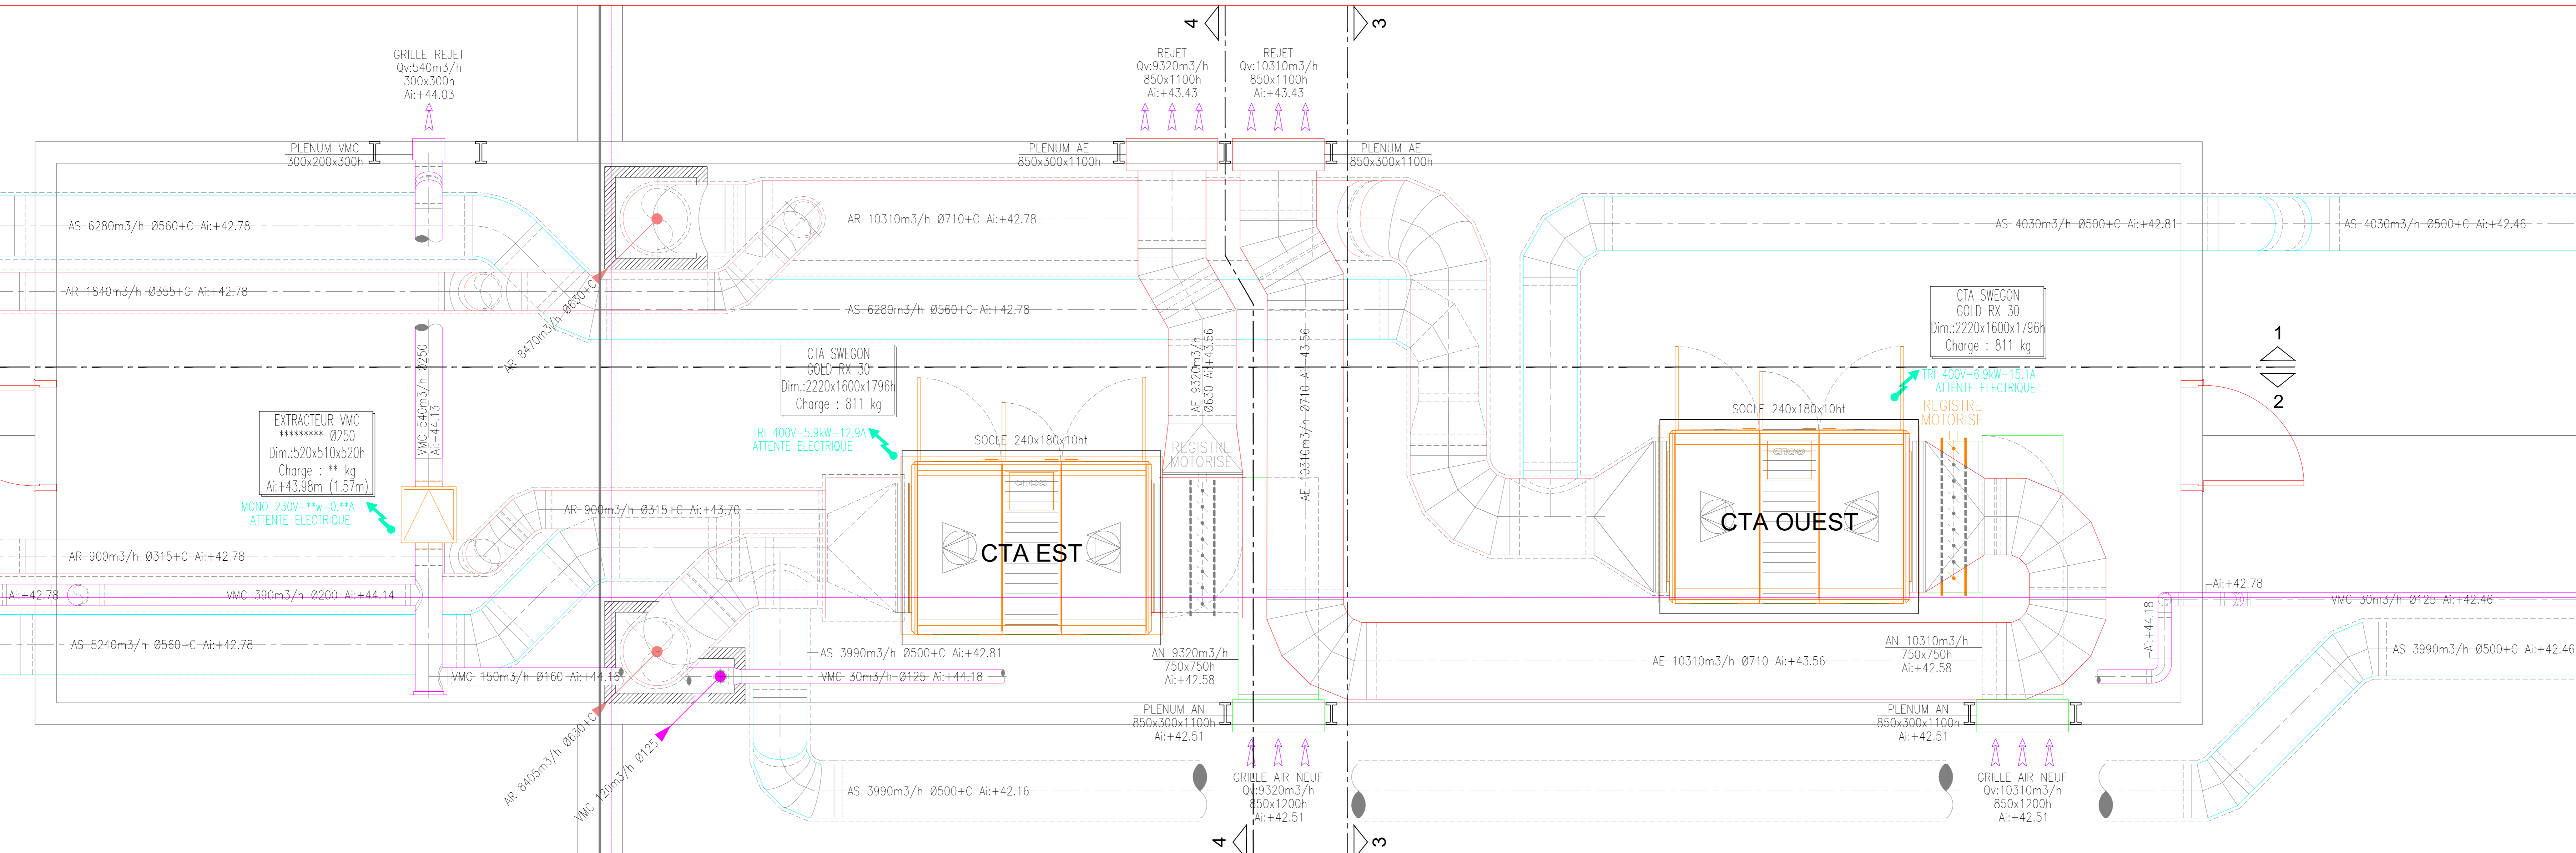 4
3
GRILLE REJET
Qv:540m3/h
300x300h
Ai:+44.03
REJET
Qv:9320m3/h
850x1100h
Ai:+43.43
REJET
Qv:10310m3/h
850x1100h
Ai:+43.43
PLENUM VMC
300x200x300h
PLENUM AE
850x300x1100h
PLENUM AE
850x300x1100h
AS 6280m3/h Ø560+C Ai:+42.78
AR 10310m3/h Ø710+C Ai:+42.78
AS 4030m3/h Ø500+C Ai:+42.81
AS 4030m3/h Ø500+C Ai:+42.46
AR 1840m3/h Ø355+C Ai:+42.78
AR 8470m3/h Ø630+C
AS 6280m3/h Ø560+C Ai:+42.78
CTA SWEGON
GOLD RX 30
Dim.:2220x1600x1796h
Charge : 811 kg
CTA SWEGON
GOLD RX 30
Dim.:2220x1600x1796h
Charge : 811 kg
1
2
VMC 540m3/h Ø250
Ai:+44.13
AE 9320m3/h
Ø630 Ai:+43.56
AE 10310m3/h Ø710 Ai:+43.56
TRI 400V-6.9kW-15.1A
ATTENTE ELECTRIQUE
REGISTRE
MOTORISE
SOCLE 240x180x10ht
EXTRACTEUR VMC
********* Ø250
Dim.:520x510x520h
Charge : ** kg
Ai:+43.98m (1.57m)
TRI 400V-5.9kW-12.9A
ATTENTE ELECTRIQUE
SOCLE 240x180x10ht
REGISTRE
MOTORISE
GOLD
GOLD
MONO 230V-**w-0.**A
ATTENTE ELECTRIQUE
AR 900m3/h Ø315+C Ai:+43.70
CTA EST
CTA OUEST
AR 900m3/h Ø315+C Ai:+42.78
Ai:+42.78
VMC 390m3/h Ø200 Ai:+44.14
Ai:+42.78
VMC 30m3/h Ø125 Ai:+42.46
Ai:+44.18
AS 5240m3/h Ø560+C Ai:+42.78
AS 3990m3/h Ø500+C Ai:+42.81
AN 9320m3/h
750x750h
Ai:+42.58
AE 10310m3/h Ø710 Ai:+43.56
AN 10310m3/h
750x750h
Ai:+42.58
AS 3990m3/h Ø500+C Ai:+42.46
VMC 150m3/h Ø160 Ai:+44.16
VMC 30m3/h Ø125 Ai:+44.18
PLENUM AN
850x300x1100h
Ai:+42.51
PLENUM AN
850x300x1100h
Ai:+42.51
AR 8405m3/h Ø630+C
VMC 120m3/h Ø125
AS 3990m3/h Ø500+C Ai:+42.16
GRILLE AIR NEUF
Qv:9320m3/h
850x1200h
Ai:+42.51
GRILLE AIR NEUF
Qv:10310m3/h
850x1200h
Ai:+42.51
4
3